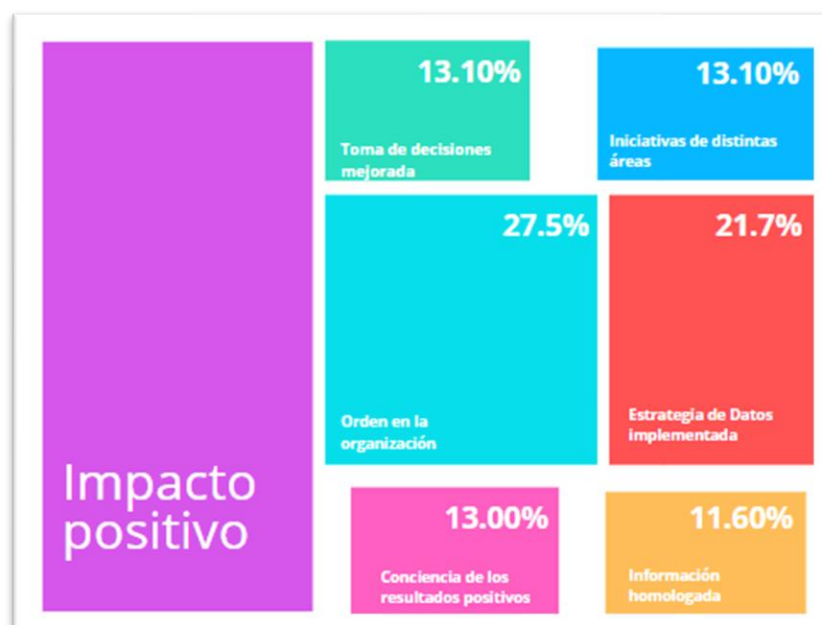 Impacto
positivo
13.10%
Toma de decisiones
mejorada
13.10%
Iniciativas de distintas
áreas
27.5%
Orden en la
organización
21.7%
Estrategia de Datos
implementada
13.00%
Conciencia de los
resultados positivos
11.60%
Información
homologada